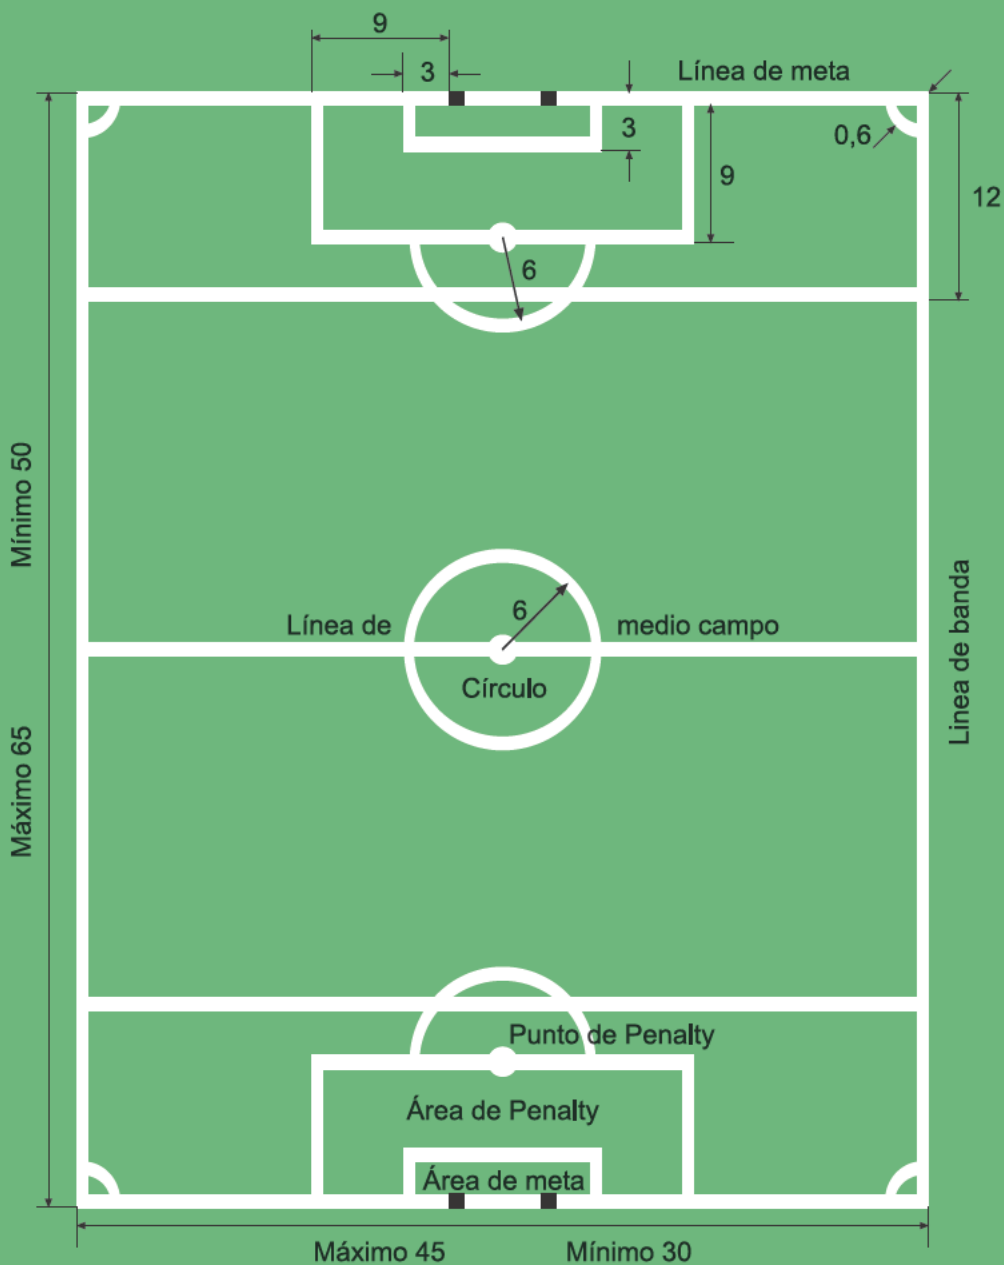 9
3
Línea de meta
3
0,6
9
12
6
Mínimo 50
Línea de
6
medio campo
Círculo
Linea de banda
Máximo 65
Punto de Penalty
Área de Penalty
Área de meta
Máximo 45
Mínimo 30